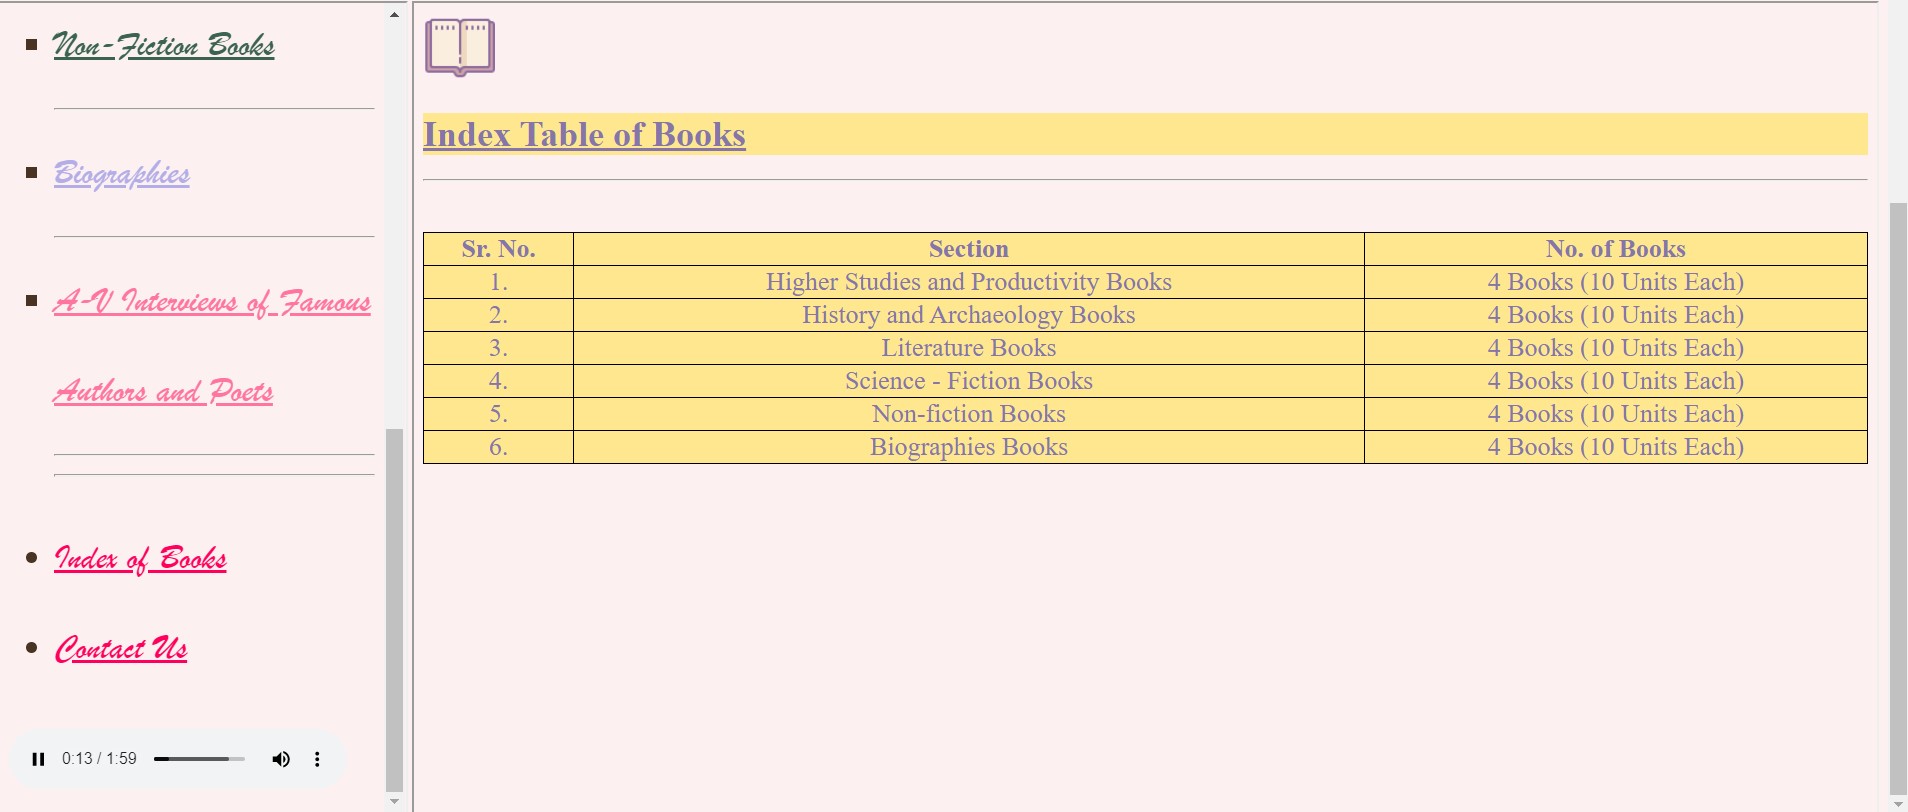 Non-Fiction Books
Biographies
A-V Interviews of Famous
Authors and Poets
Index of Books
Contact Us
0:13 / 1:59
Index Table of Books
Sr. No. Section No. of Books
1. Higher Studies and Productivity Books 4 Books (10 Units Each)
2. History and Archaeology Books 4 Books (10 Units Each)
3. Literature Books 4 Books (10 Units Each)
4. Science - Fiction Books 4 Books (10 Units Each)
5. Non-fiction Books 4 Books (10 Units Each)
6. Biographies Books 4 Books (10 Units Each)